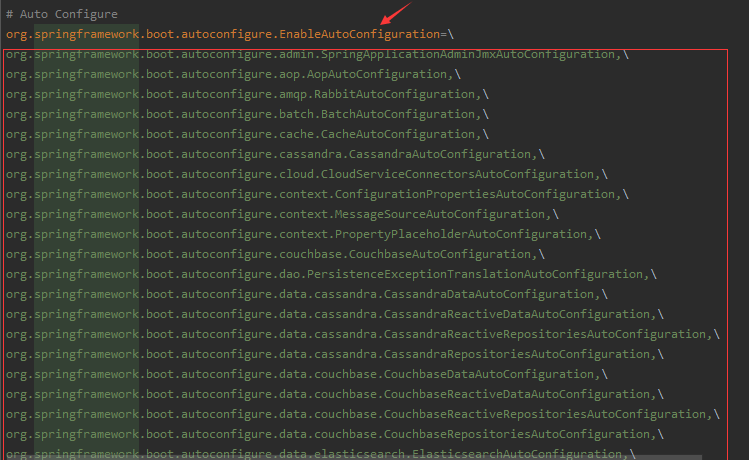 # Auto Configure
org.springframework.boot.autoconfigure.EnableAutoConfiguration=\
org.springframework.boot.autoconfigure.admin.SpringApplicationAdminJmxAutoConfiguration,\
org.springframework.boot.autoconfigure.aop.AopAutoConfiguration,\
org.springframework.boot.autoconfigure.amqp.RabbitAutoConfiguration,\
org.springframework.boot.autoconfigure.batch.BatchAutoConfiguration,\
org.springframework.boot.autoconfigure.cache.CacheAutoConfiguration,\
org.springframework.boot.autoconfigure.cassandra.CassandraAutoConfiguration,\
org.springframework.boot.autoconfigure.cloud.CloudServiceConnectorsAutoConfiguration,\
org.springframework.boot.autoconfigure.context.ConfigurationPropertiesAutoConfiguration,\
org.springframework.boot.autoconfigure.context.MessageSourceAutoConfiguration,\
org.springframework.boot.autoconfigure.context.PropertyPlaceholderAutoConfiguration,\
org.springframework.boot.autoconfigure.couchbase.CouchbaseAutoConfiguration,\
org.springframework.boot.autoconfigure.dao.PersistenceExceptionTranslationAutoConfiguration,\
org.springframework.boot.autoconfigure.data.cassandra.CassandraDataAutoConfiguration,\
org.springframework.boot.autoconfigure.data.cassandra.CassandraReactiveDataAutoConfiguration,\
org.springframework.boot.autoconfigure.data.cassandra.CassandraReactiveRepositoriesAutoConfiguration,\
org.springframework.boot.autoconfigure.data.cassandra.CassandraRepositoriesAutoConfiguration,\
org.springframework.boot.autoconfigure.data.couchbase.CouchbaseDataAutoConfiguration,\
org.springframework.boot.autoconfigure.data.couchbase.CouchbaseReactiveDataAutoConfiguration,\
org.springframework.boot.autoconfigure.data.couchbase.CouchbaseReactiveRepositoriesAutoConfiguration,\
org.springframework.boot.autoconfigure.data.couchbase.CouchbaseRepositoriesAutoConfiguration,\
org.springframework.boot.autoconfigure.data.elasticsearch.ElasticsearchAutoConfiguration,\